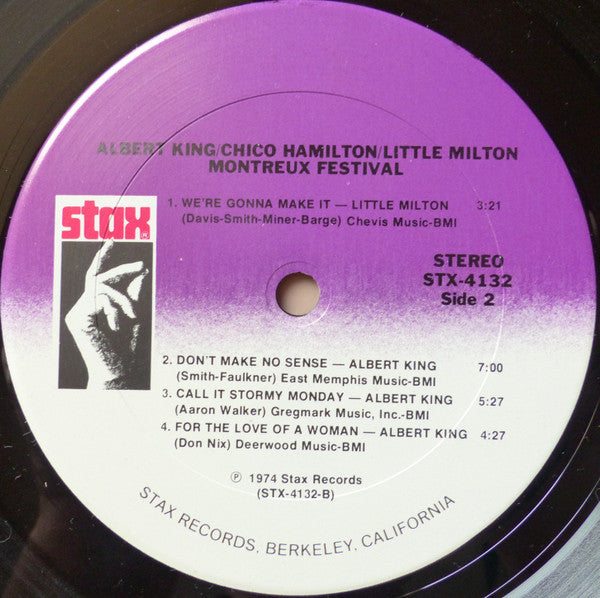 ALBERT KING/CHICO HAMILTON/LITTLE MILTON
MONTREUX FESTIVAL
1. WE'RE GONNA MAKE IT — LITTLE MILTON 3:21
(Davis-Smith-Miner-Barge) Chevis Music-BMI
stax®
STEREO
STX-4132
Side 2
2. DON'T MAKE NO SENSE — ALBERT KING 7:00
(Smith-Faulkner) East Memphis Music-BMI
3. CALL IT STORMY MONDAY — ALBERT KING 5:27
(Aaron Walker) Gregmark Music, Inc.-BMI
4. FOR THE LOVE OF A WOMAN — ALBERT KING 4:27
(Don Nix) Deerwood Music-BMI
℗ 1974 Stax Records
(STX-4132-B)
STAX RECORDS, BERKELEY, CALIFORNIA